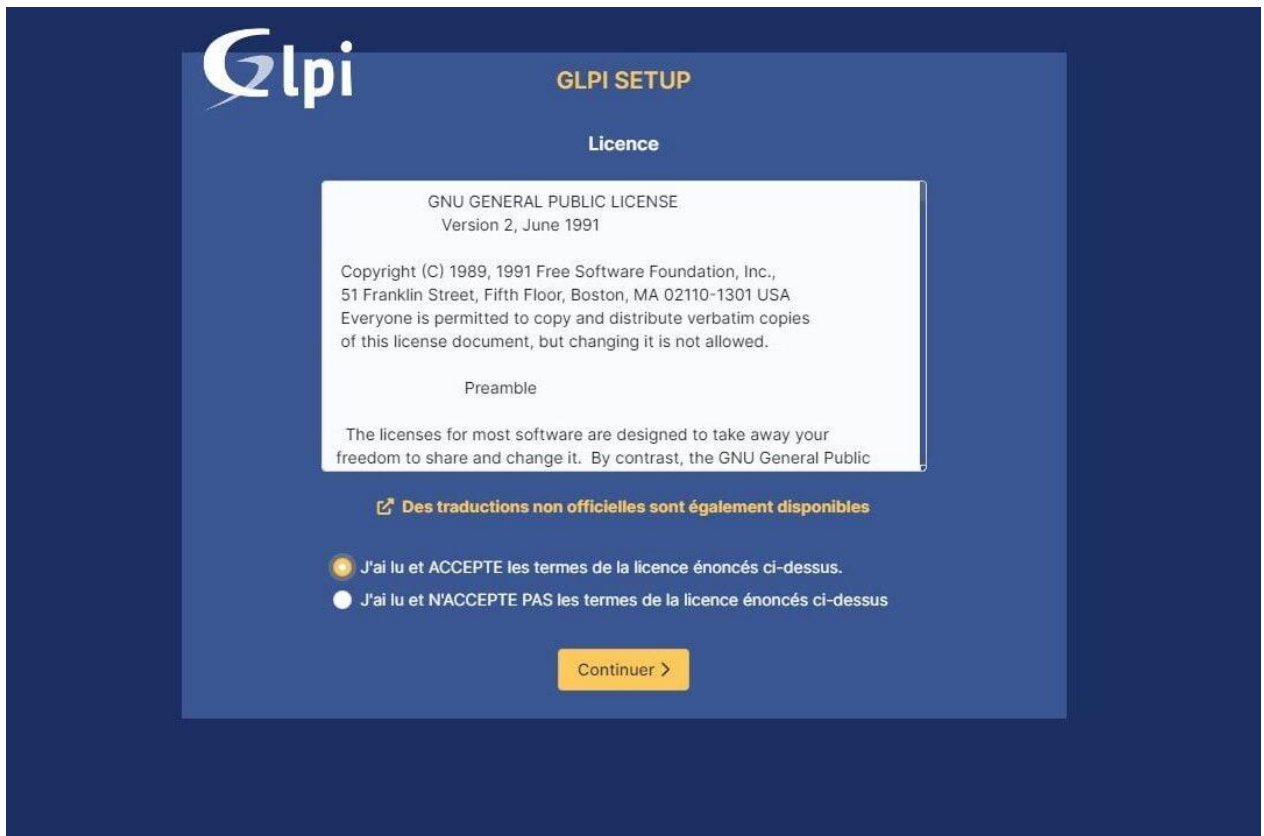 Glpi
GLPI SETUP
Licence
GNU GENERAL PUBLIC LICENSE
Version 2, June 1991
Copyright (C) 1989, 1991 Free Software Foundation, Inc.,
51 Franklin Street, Fifth Floor, Boston, MA 02110-1301 USA
Everyone is permitted to copy and distribute verbatim copies
of this license document, but changing it is not allowed.
Preamble
The licenses for most software are designed to take away your
freedom to share and change it. By contrast, the GNU General Public
Des traductions non officielles sont également disponibles
J'ai lu et ACCEPTE les termes de la licence énoncés ci-dessus.
J'ai lu et N'ACCEPTE PAS les termes de la licence énoncés ci-dessus
Continuer >